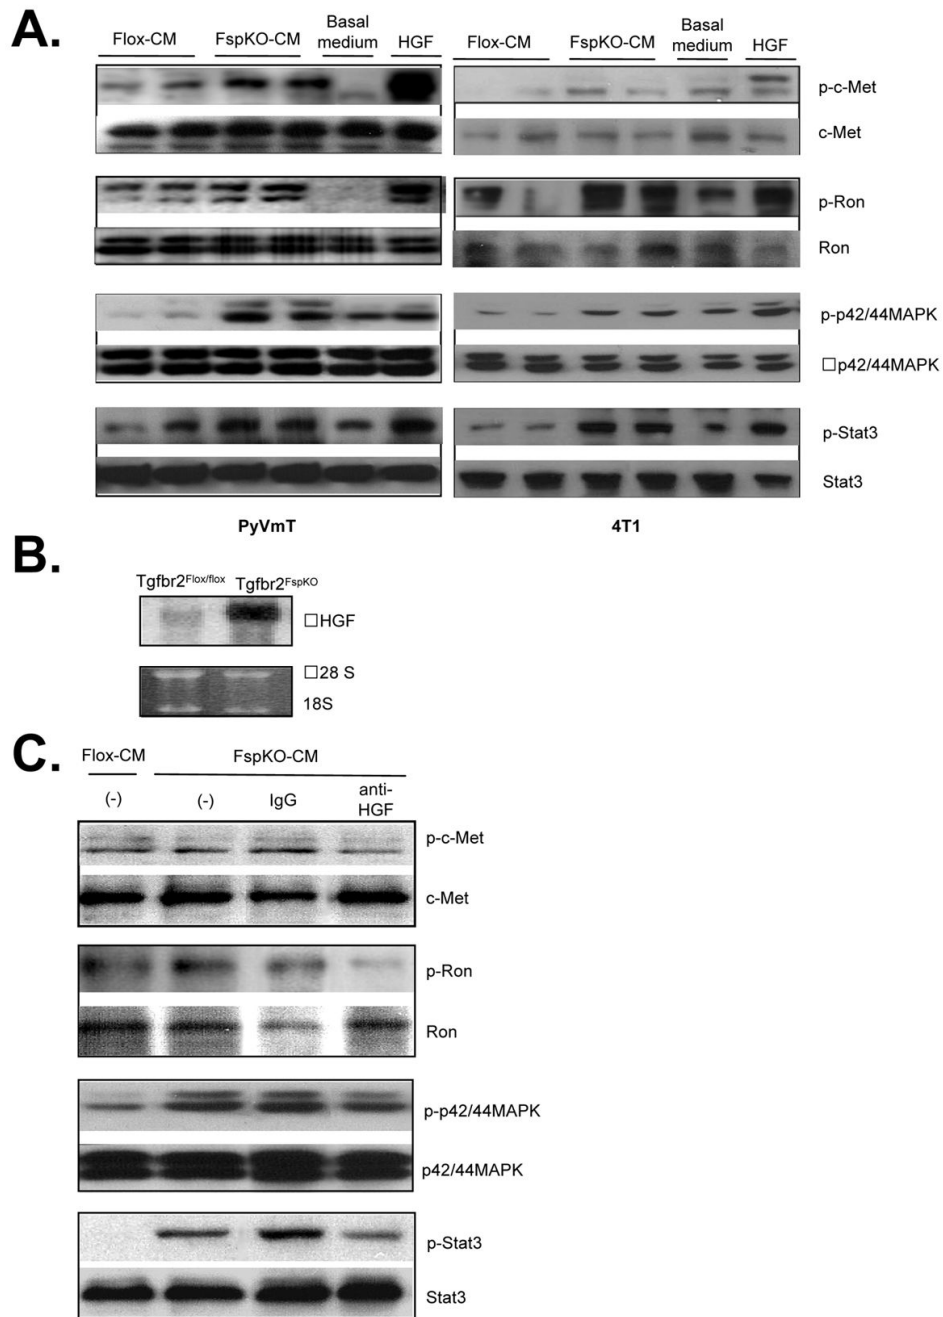 A.
Flox-CM FspKO-CM Basal medium HGF Flox-CM FspKO-CM Basal medium HGF
p-c-Met
c-Met
p-Ron
Ron
p-p42/44MAPK
□p42/44MAPK
p-Stat3
Stat3
PyVmT 4T1
B.
Tgfbr2Flox/flox Tgfbr2FspKO
□HGF
□28 S
18S
C.
Flox-CM FspKO-CM
(-) (-) IgG anti-HGF
p-c-Met
c-Met
p-Ron
Ron
p-p42/44MAPK
p42/44MAPK
p-Stat3
Stat3